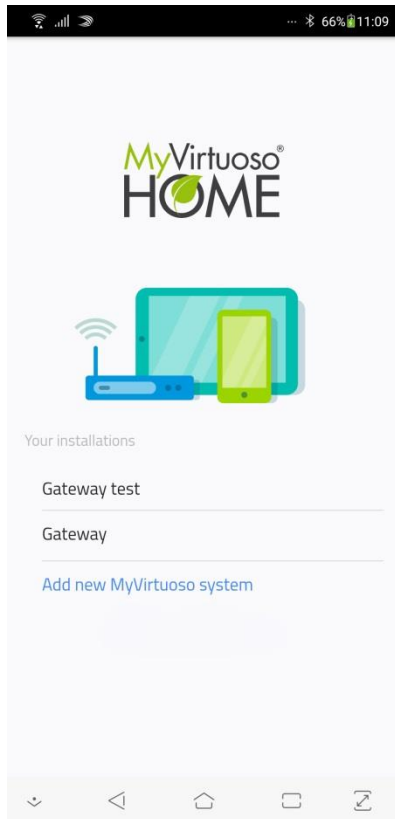 66% 11:09
MyVirtuoso®
HOME
Your installations
Gateway test
Gateway
Add new MyVirtuoso system